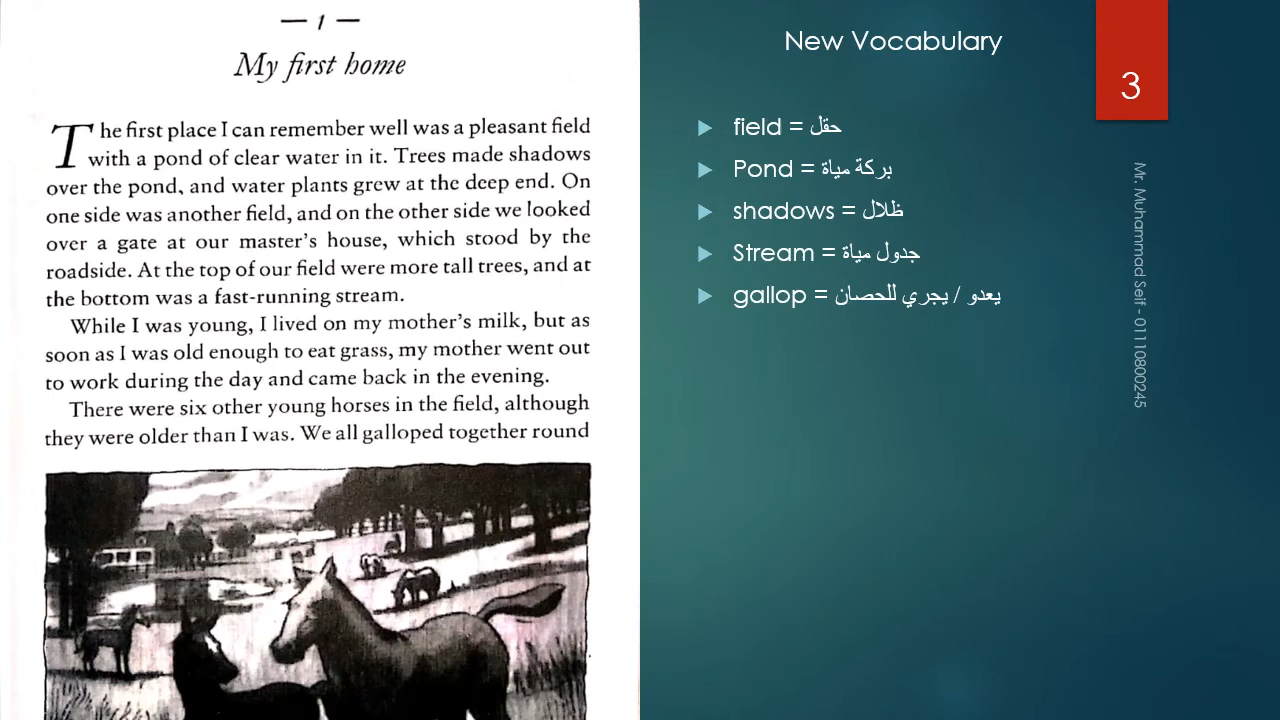 — 1 —
My first home
The first place I can remember well was a pleasant field
with a pond of clear water in it. Trees made shadows
over the pond, and water plants grew at the deep end. On
one side was another field, and on the other side we looked
over a gate at our master's house, which stood by the
roadside. At the top of our field were more tall trees, and at
the bottom was a fast-running stream.
While I was young, I lived on my mother's milk, but as
soon as I was old enough to eat grass, my mother went out
to work during the day and came back in the evening.
There were six other young horses in the field, although
they were older than I was. We all galloped together round
New Vocabulary
3
field = حقل
Pond = بركة مياة
shadows = ظلال
Stream = جدول مياة
gallop = يعدو / يجري للحصان
Mr. Muhammad Seif - 01110800245